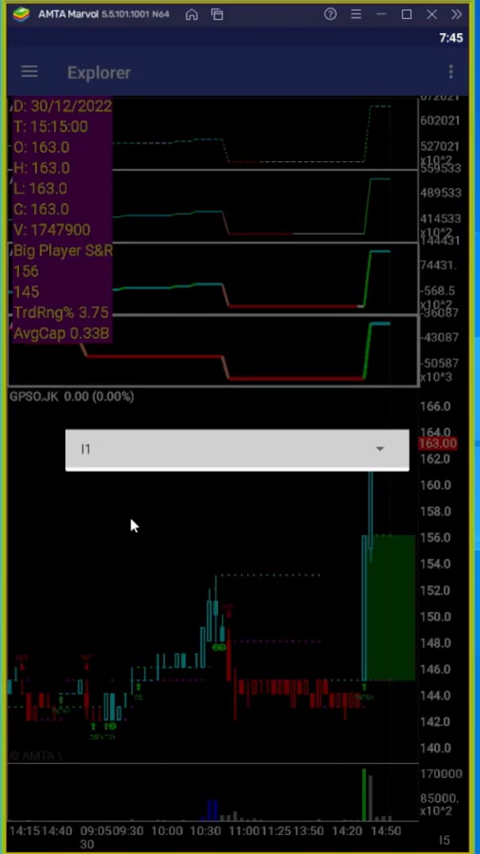 AMTA Marvol 5.5.101.1001 N64
7:45
Explorer
D: 30/12/2022
T: 15:15:00
O: 163.0
H: 163.0
L: 163.0
C: 163.0
V: 1747900
Big Player S&R
156
145
TrdRng% 3.75
AvgCap 0.33B
672021
602021
527021
x10^2
559533
489533
414533
x10^2
144431
74431.
-568.5
x10^2
-36087
-43087
-50587
x10^3
GPSO.JK 0.00 (0.00%)
166.0
164.0
163.00
162.0
I1
160.0
158.0
156.0
154.0
152.0
150.0
148.0
146.0
144.0
142.0
140.0
© AMTA \
170000
85000.
x10^2
14:15 14:40 09:05 09:30 10:00 10:30 11:00 11:25 13:50 14:20 14:50
30
I5